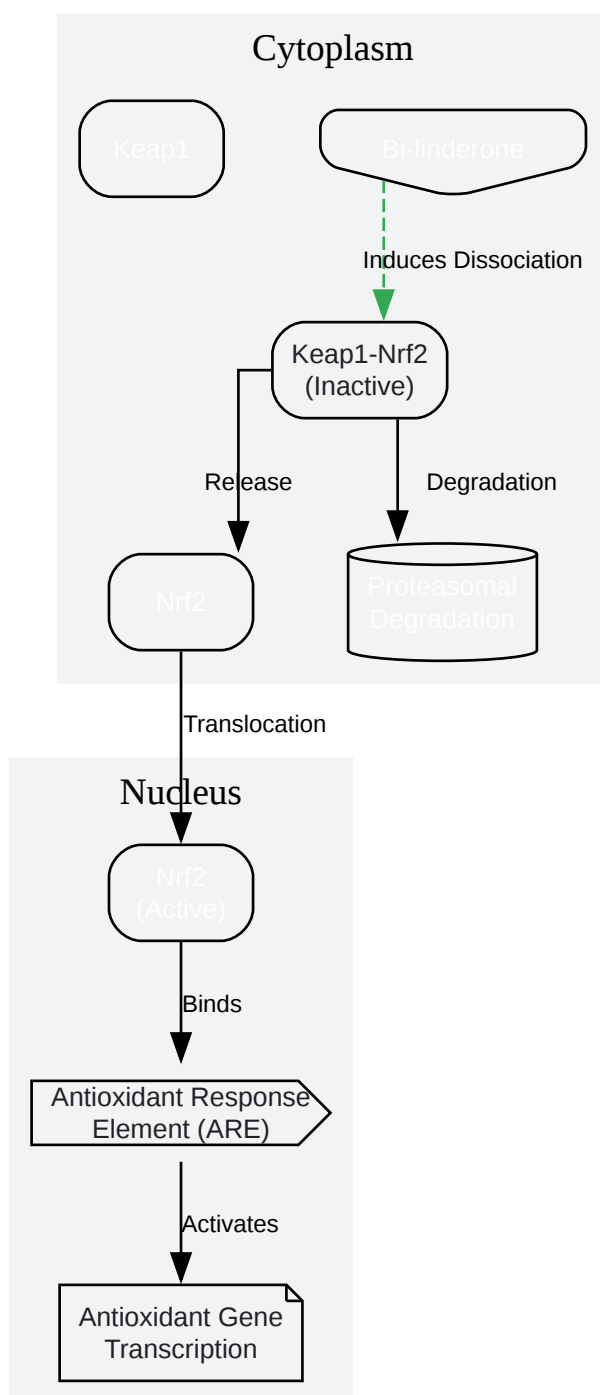 Cytoplasm
Keap1
Bi-linderone
Induces Dissociation
Keap1-Nrf2
(Inactive)
Release
Degradation
Nrf2
Proteasomal
Degradation
Translocation
Nucleus
Nrf2
(Active)
Binds
Antioxidant Response
Element (ARE)
Activates
Antioxidant Gene
Transcription